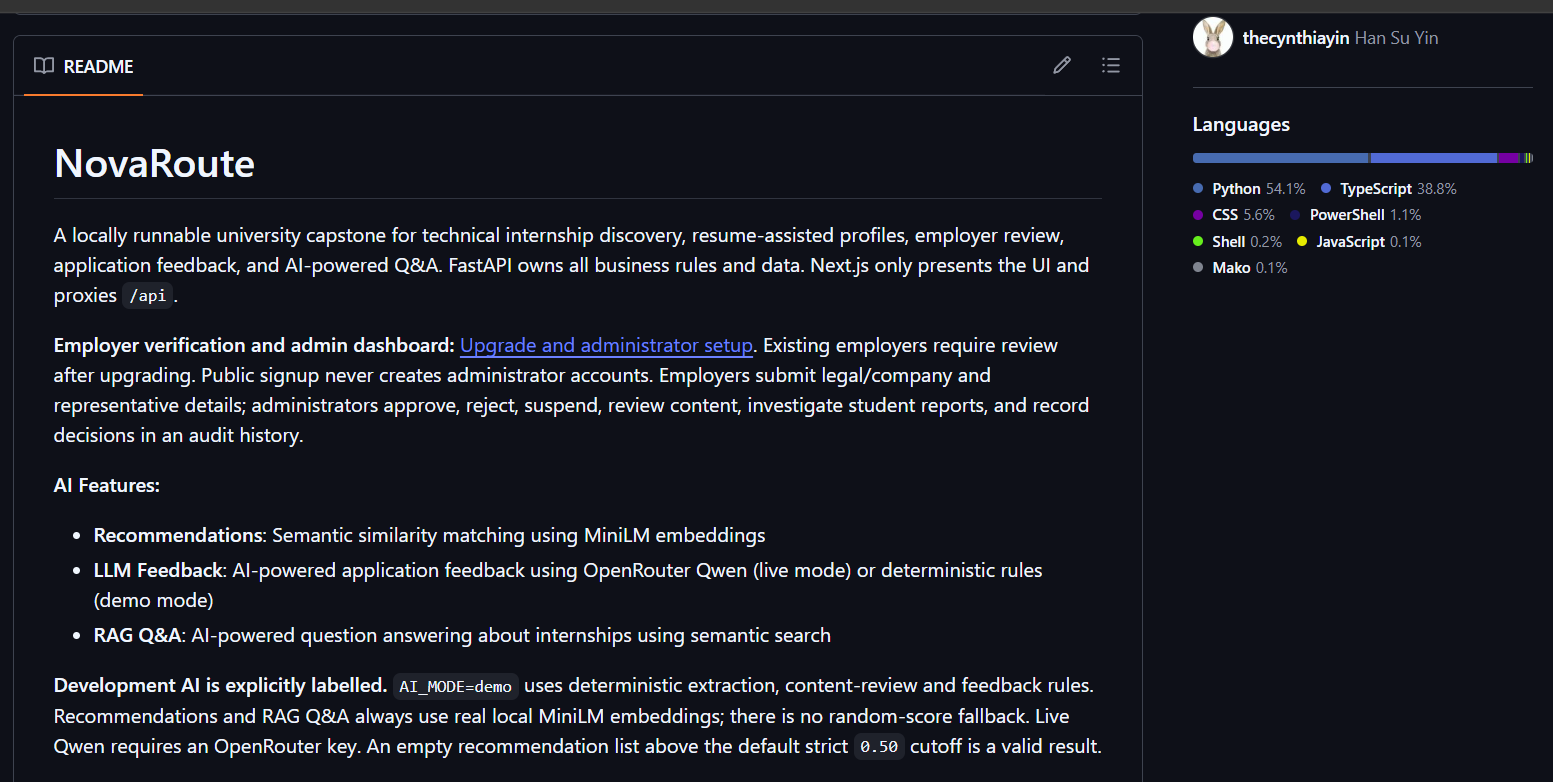 README
NovaRoute
A locally runnable university capstone for technical internship discovery, resume-assisted profiles, employer review,
application feedback, and AI-powered Q&A. FastAPI owns all business rules and data. Next.js only presents the UI and
proxies /api.
Employer verification and admin dashboard: Upgrade and administrator setup. Existing employers require review
after upgrading. Public signup never creates administrator accounts. Employers submit legal/company and
representative details; administrators approve, reject, suspend, review content, investigate student reports, and record
decisions in an audit history.
AI Features:
• Recommendations: Semantic similarity matching using MiniLM embeddings
• LLM Feedback: AI-powered application feedback using OpenRouter Qwen (live mode) or deterministic rules
(demo mode)
• RAG Q&A: AI-powered question answering about internships using semantic search
Development AI is explicitly labelled. AI_MODE=demo uses deterministic extraction, content-review and feedback rules.
Recommendations and RAG Q&A always use real local MiniLM embeddings; there is no random-score fallback. Live
Qwen requires an OpenRouter key. An empty recommendation list above the default strict 0.50 cutoff is a valid result.
thecynthiayin Han Su Yin
Languages
Python 54.1% TypeScript 38.8%
CSS 5.6% PowerShell 1.1%
Shell 0.2% JavaScript 0.1%
Mako 0.1%